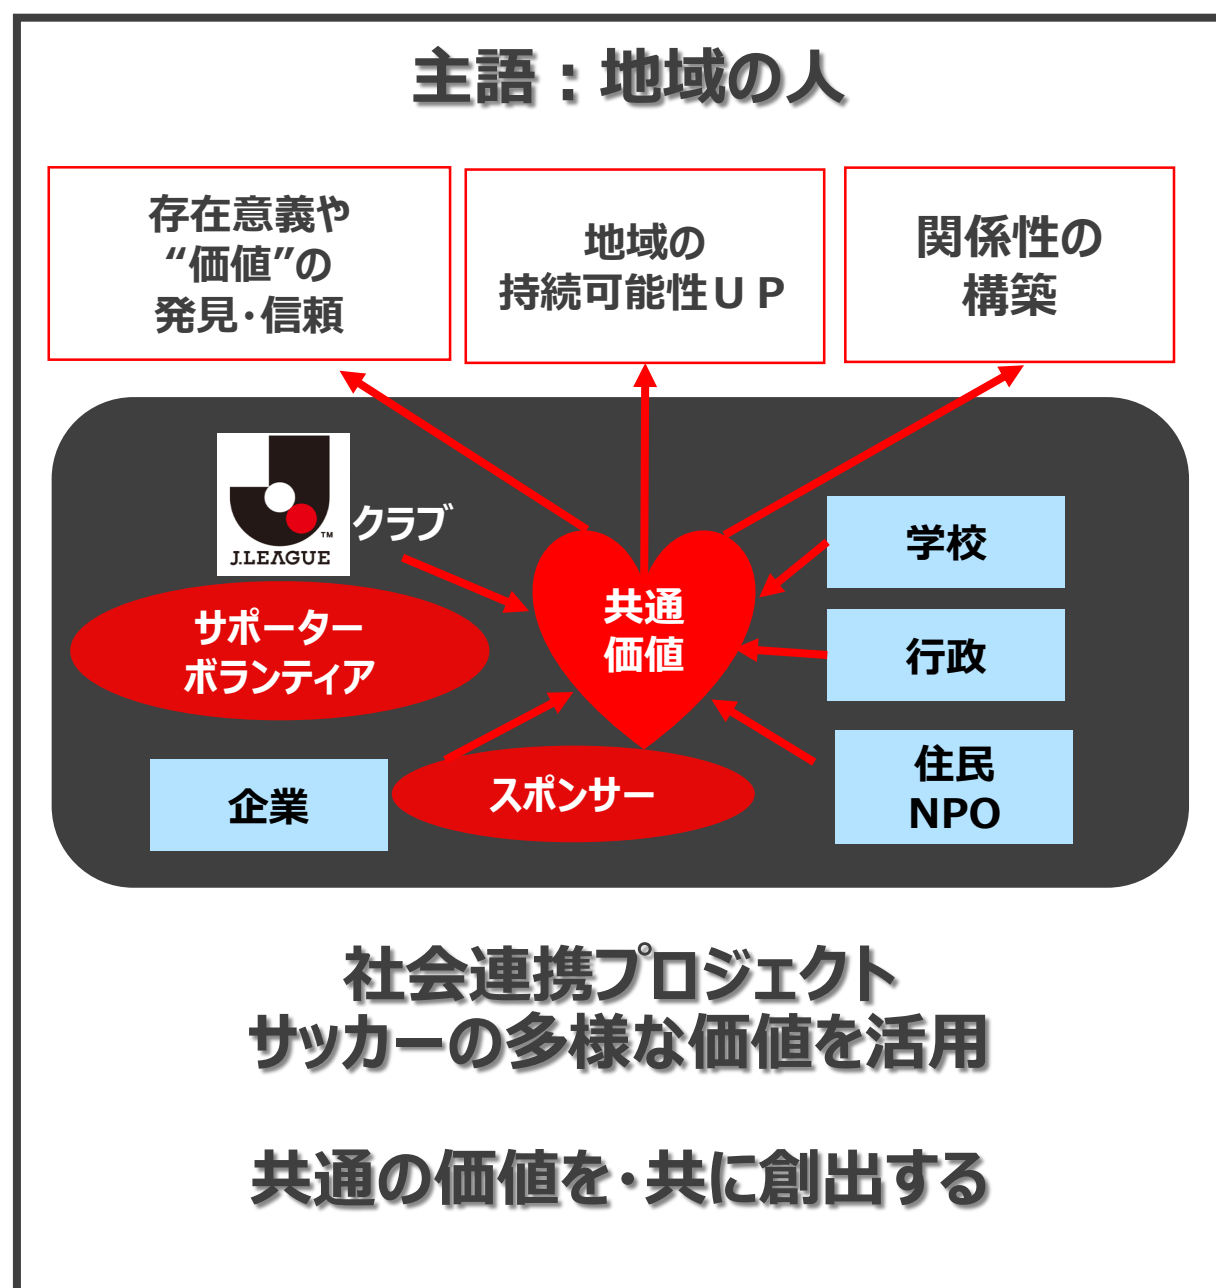 主語：地域の人
存在意義や
“価値”の
発見・信頼
地域の
持続可能性ＵＰ
関係性の
構築
J.LEAGUE
TM
クラブ
サポーター
ボランティア
企業
スポンサー
共通
価値
学校
行政
住民
NPO
社会連携プロジェクト
サッカーの多様な価値を活用
共通の価値を・共に創出する